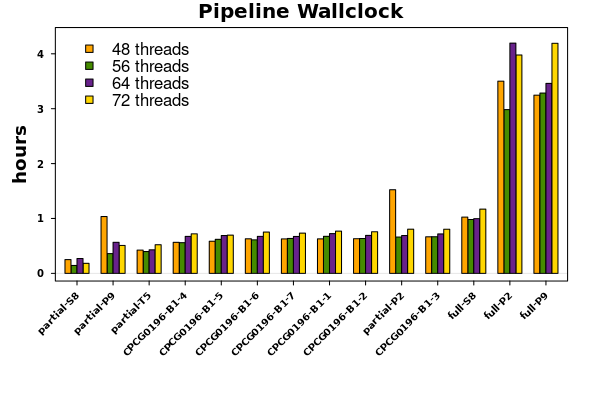 Pipeline Wallclock
48 threads
56 threads
64 threads
72 threads
hours
4
3
2
1
0
partial-S8
partial-P9
partial-T5
CPCG0196-B1-4
CPCG0196-B1-5
CPCG0196-B1-6
CPCG0196-B1-7
CPCG0196-B1-1
CPCG0196-B1-2
partial-P2
CPCG0196-B1-3
full-S8
full-P2
full-P9